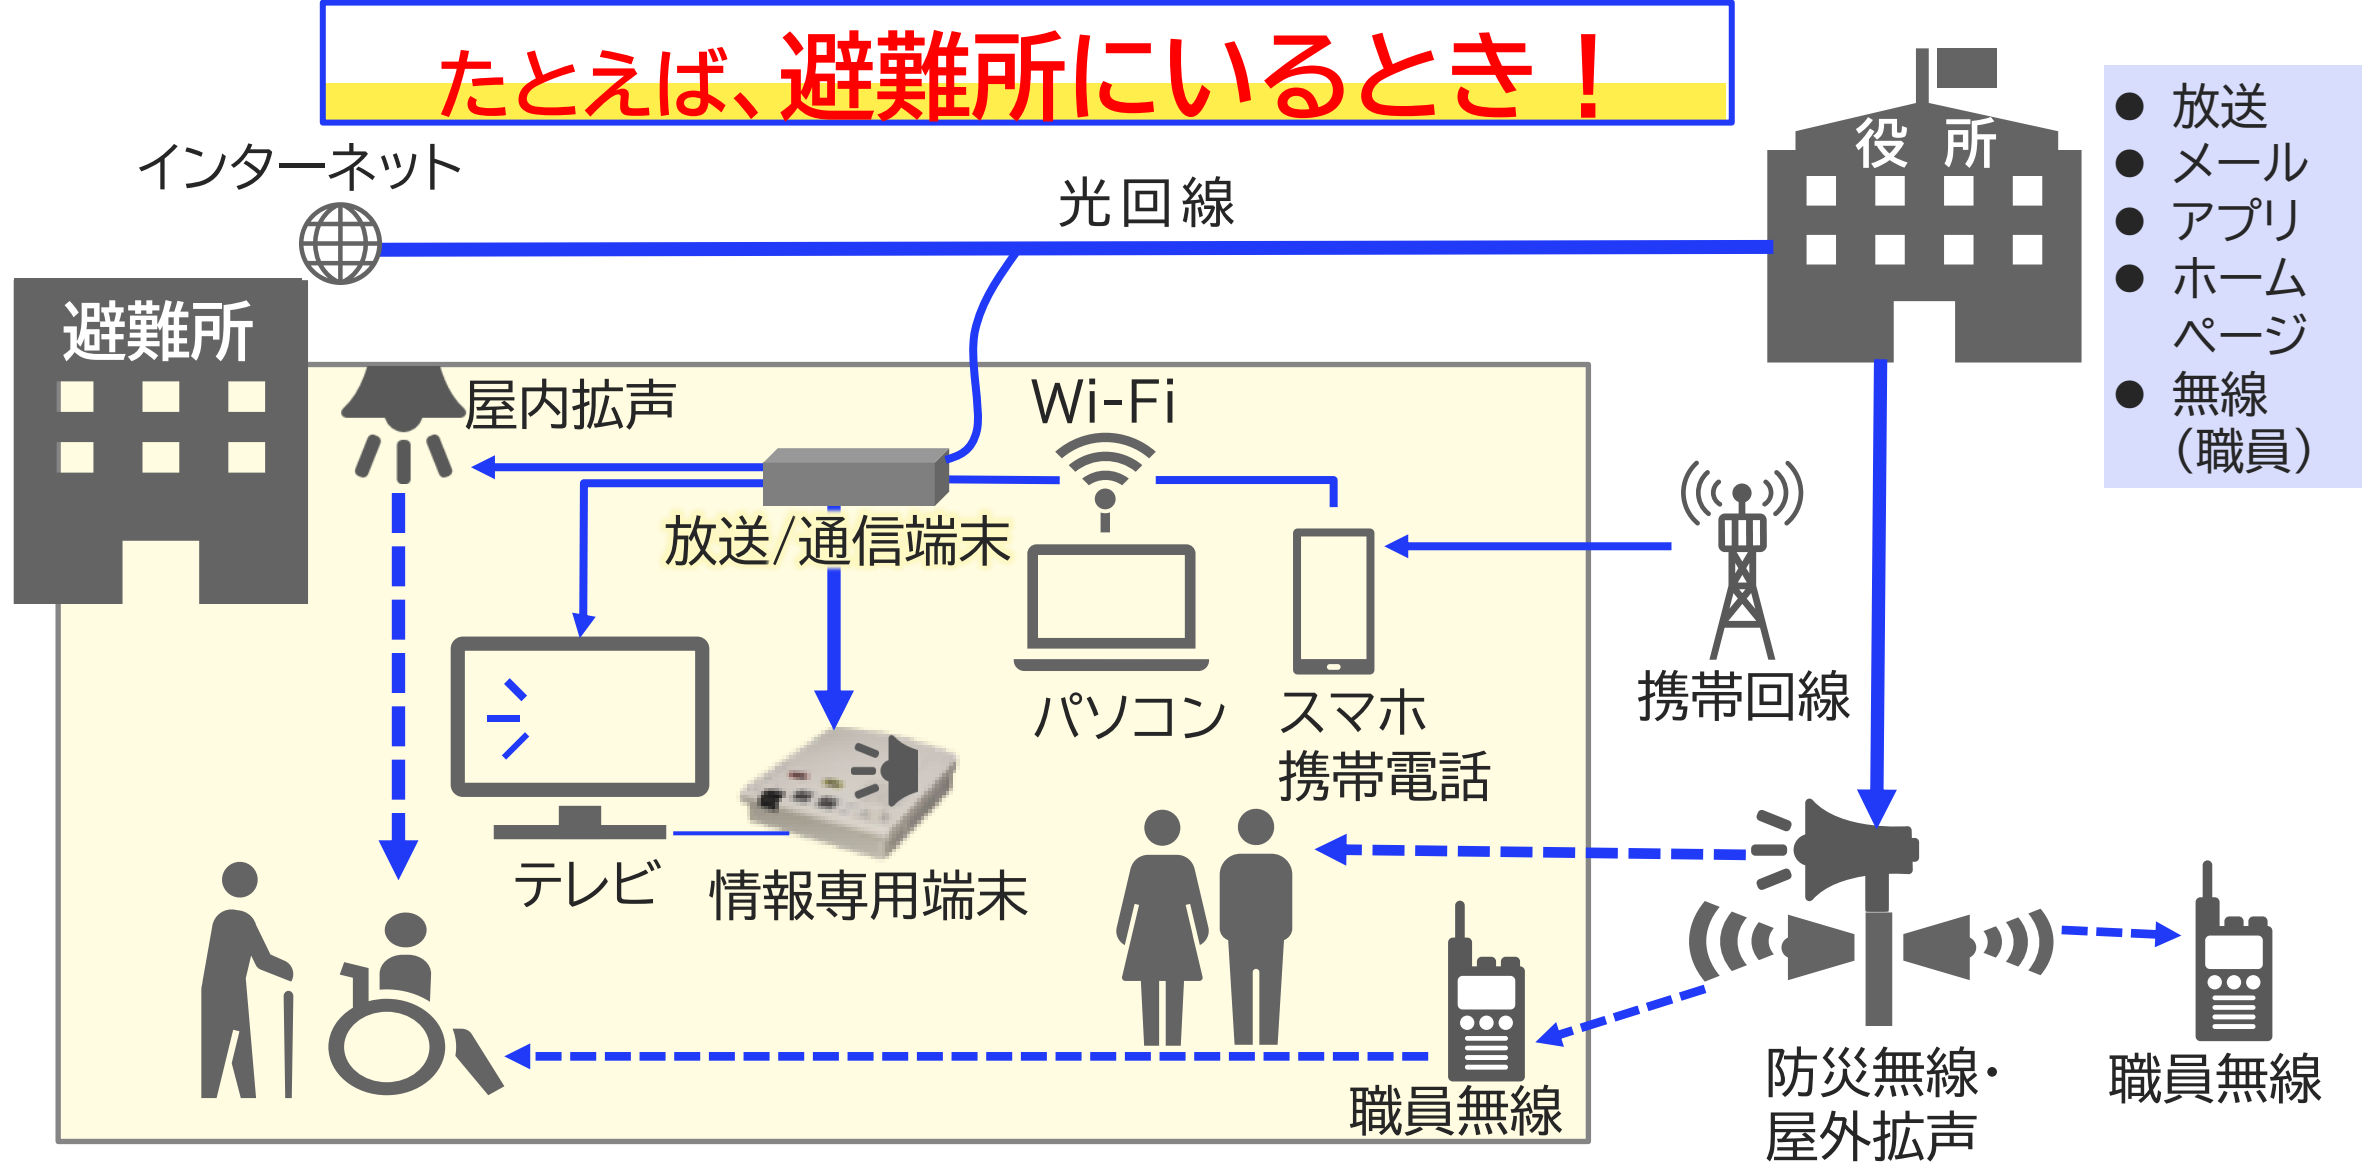 たとえば、避難所にいるとき！
インターネット
光回線
役　所
放送
メール
アプリ
ホーム
ページ
無線
（職員）
避難所
屋内拡声
Wi-Fi
放送/通信端末
パソコン
スマホ
携帯電話
携帯回線
テレビ
情報専用端末
職員無線
防災無線・
屋外拡声
職員無線